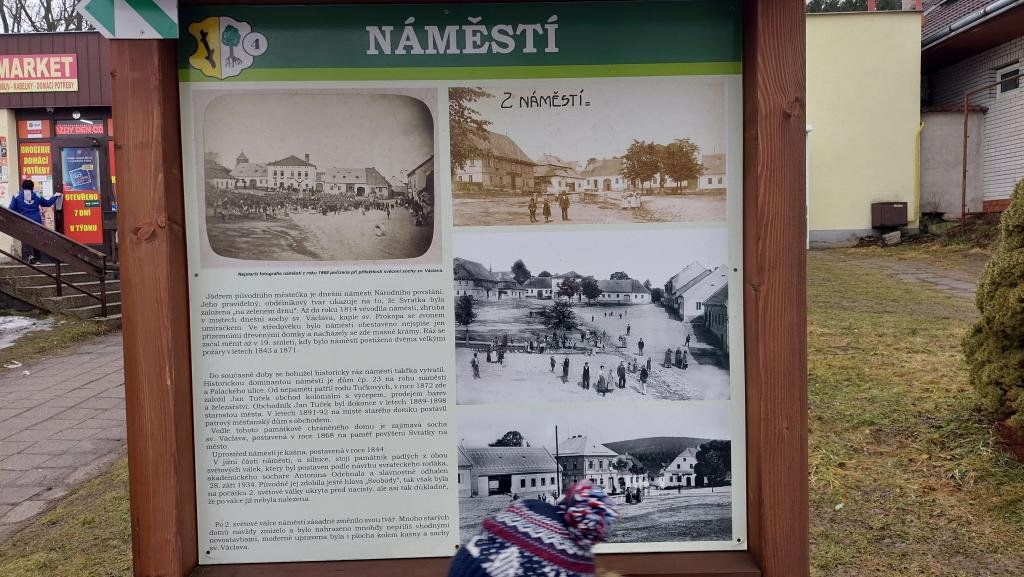 4
NÁMĚSTÍ
MARKET
OBUV - KABELKY - DOMÁCÍ POTŘEBY
KAŽDÝ DEN OD
DROGERIE
DOMÁCÍ
POTŘEBY
OTEVŘENO
7 DNÍ
V TÝDNU
Z NÁMĚSTÍ
Nejstarší fotografie náměstí z roku 1868 pořízena při příležitosti svěcení sochy sv. Václava.
Jádrem původního městečka je dnešní náměstí Národního povstání.
Jeho pravidelný, obdélníkový tvar ukazuje na to, že Svratka byla
založena „na zeleném drnu". Až do roku 1814 vévodila náměstí, zhruba
v místech dnešní sochy sv. Václava, kaple sv. Prokopa se zvonem
umíráčkem. Ve středověku bylo náměstí obestavěno nejspíše jen
přízemními dřevěnými domky a nacházely se zde masné krámy. Ráz se
začal měnit až v 19. století, kdy bylo náměstí postiženo dvěma velkými
požáry v letech 1843 a 1871.
Do současné doby se bohužel historický ráz náměstí takřka vytratil.
Historickou dominantou náměstí je dům čp. 23 na rohu náměstí
a Palackého ulice. Od nepaměti patřil rodu Tučkových, v roce 1872 zde
založil Jan Tuček obchod koloniální s výčepem, prodejem barev
a železářství. Obchodník Jan Tuček byl dokonce v letech 1889-1898
starostou města. V letech 1891-92 na místě starého domku postavil
patrový měšťanský dům s obchodem.
Vedle tohoto památkově chráněného domu je zajímavá socha
sv. Václava, postavená v roce 1868 na paměť povýšení Svratky na
město.
Uprostřed náměstí je kašna, postavená v roce 1844.
V jižní části náměstí, u silnice, stojí památník padlých z obou
světových válek, který byl postaven podle návrhu svrateckého rodáka,
akademického sochaře Antonína Odehnala a slavnostně odhalen
28. září 1934. Původně jej zdobila ještě hlava „Svobody", tak však byla
na počátku 2. světové války ukryta před nacisty, ale asi tak důkladně,
že po válce již nebyla nalezena.
Po 2. světové válce náměstí zásadně změnilo svou tvář. Mnoho starých
domů navždy zmizelo a bylo nahrazeno mnohdy nepříliš vhodnými
novostavbami, moderně upravena byla i plocha kolem kašny a sochy
sv. Václava.